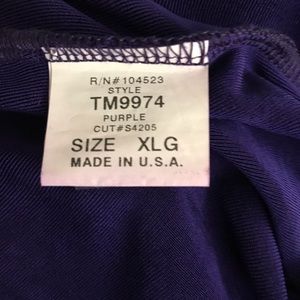 R/N#104523
STYLE
TM9974
PURPLE
CUT#S4205
SIZE XLG
MADE IN U.S.A.